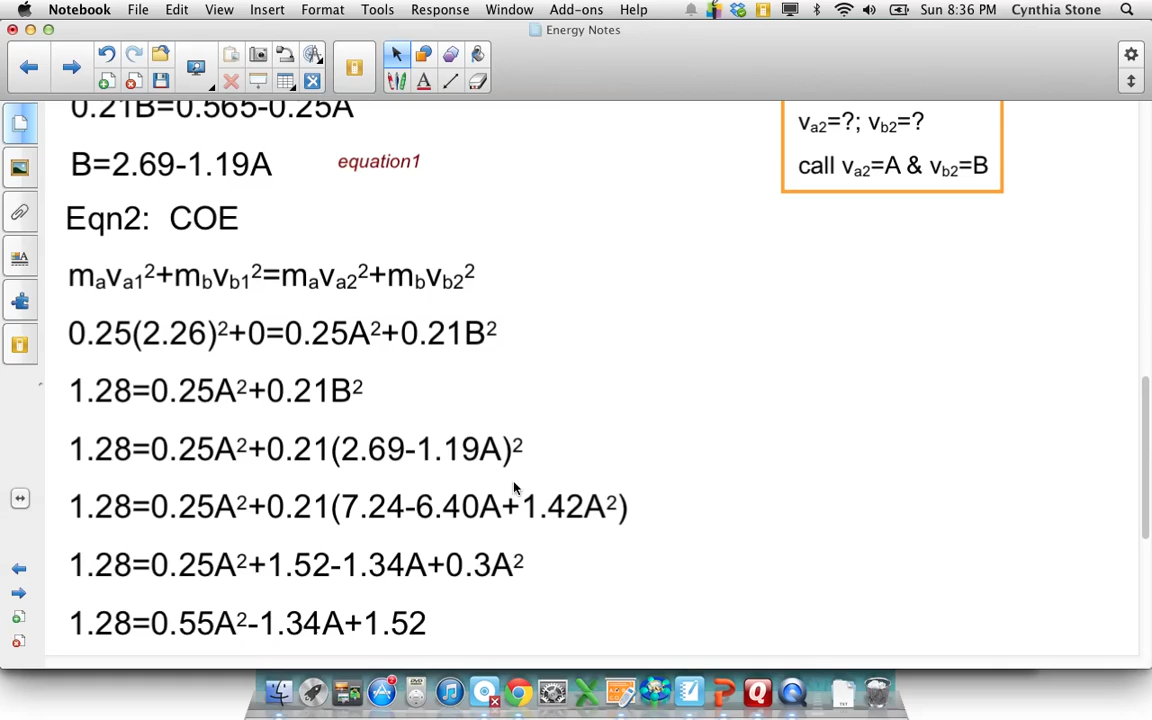 Notebook File Edit View Insert Format Tools Response Window Add-ons Help Sun 8:36 PM Cynthia Stone
Energy Notes
0.21B=0.565-0.25A
B=2.69-1.19A equation1
Eqn2: COE
mₐvₐ₁²+m_bv_b1²=mₐvₐ₂²+m_bv_b2²
0.25(2.26)²+0=0.25A²+0.21B²
1.28=0.25A²+0.21B²
1.28=0.25A²+0.21(2.69-1.19A)²
1.28=0.25A²+0.21(7.24-6.40A+1.42A²)
1.28=0.25A²+1.52-1.34A+0.3A²
1.28=0.55A²-1.34A+1.52
vₐ₂=?; v_b2=?
call vₐ₂=A & v_b2=B